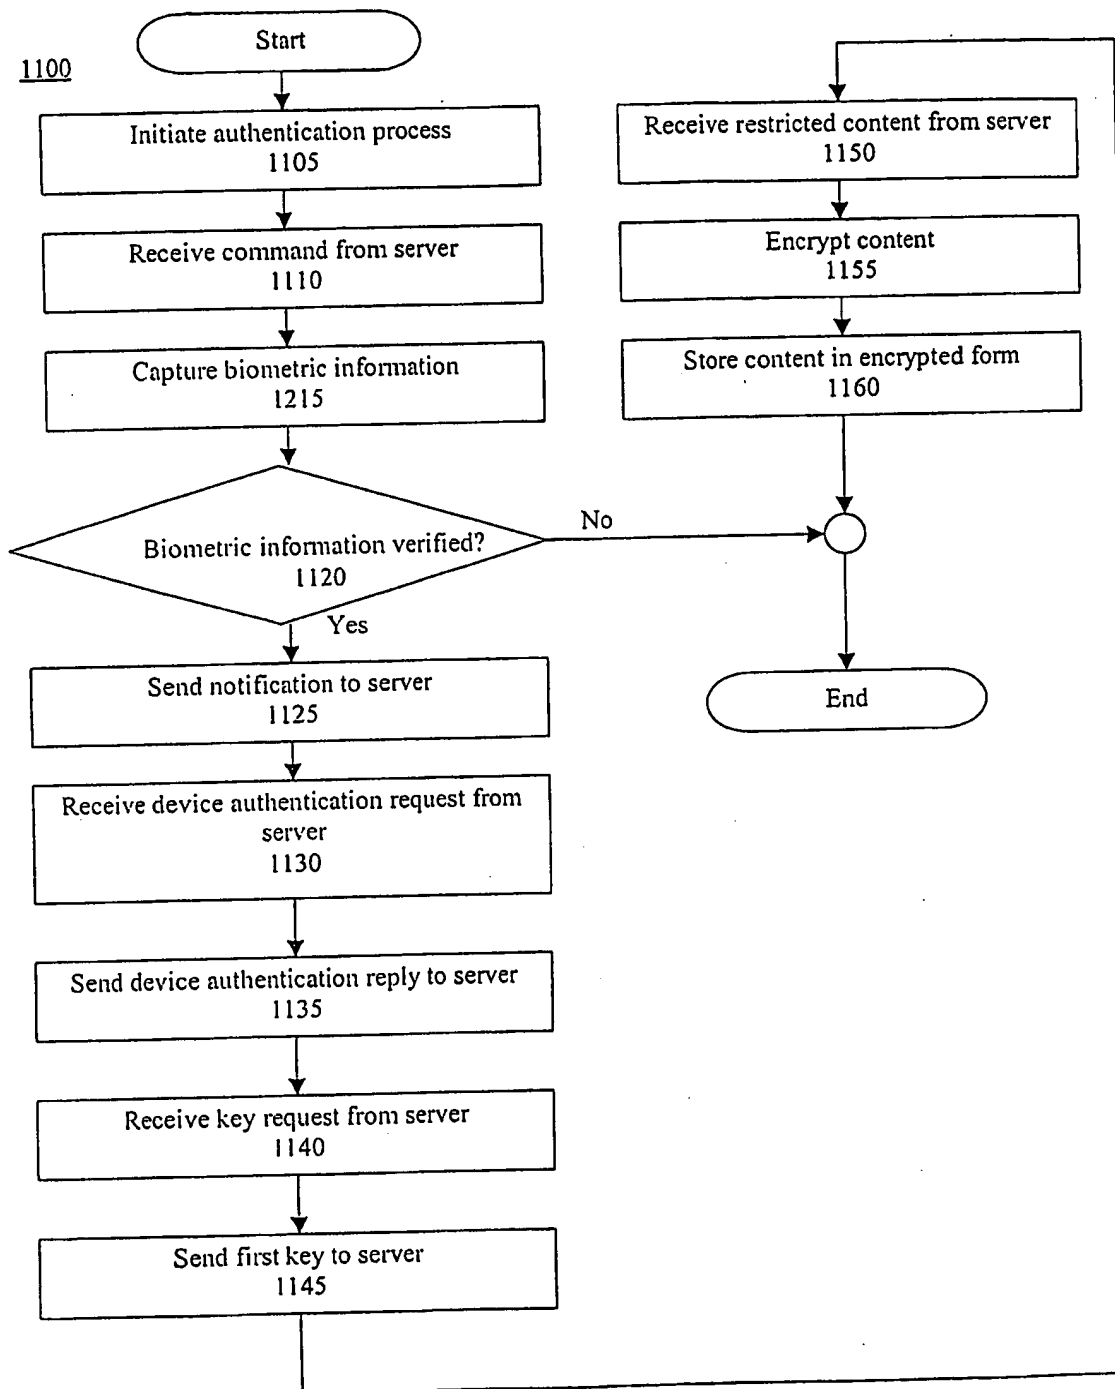 Start
1100
Initiate authentication process
1105
Receive command from server
1110
Capture biometric information
1215
Biometric information verified?
1120
No
Yes
Send notification to server
1125
Receive device authentication request from
server
1130
Send device authentication reply to server
1135
Receive key request from server
1140
Send first key to server
1145
Receive restricted content from server
1150
Encrypt content
1155
Store content in encrypted form
1160
End